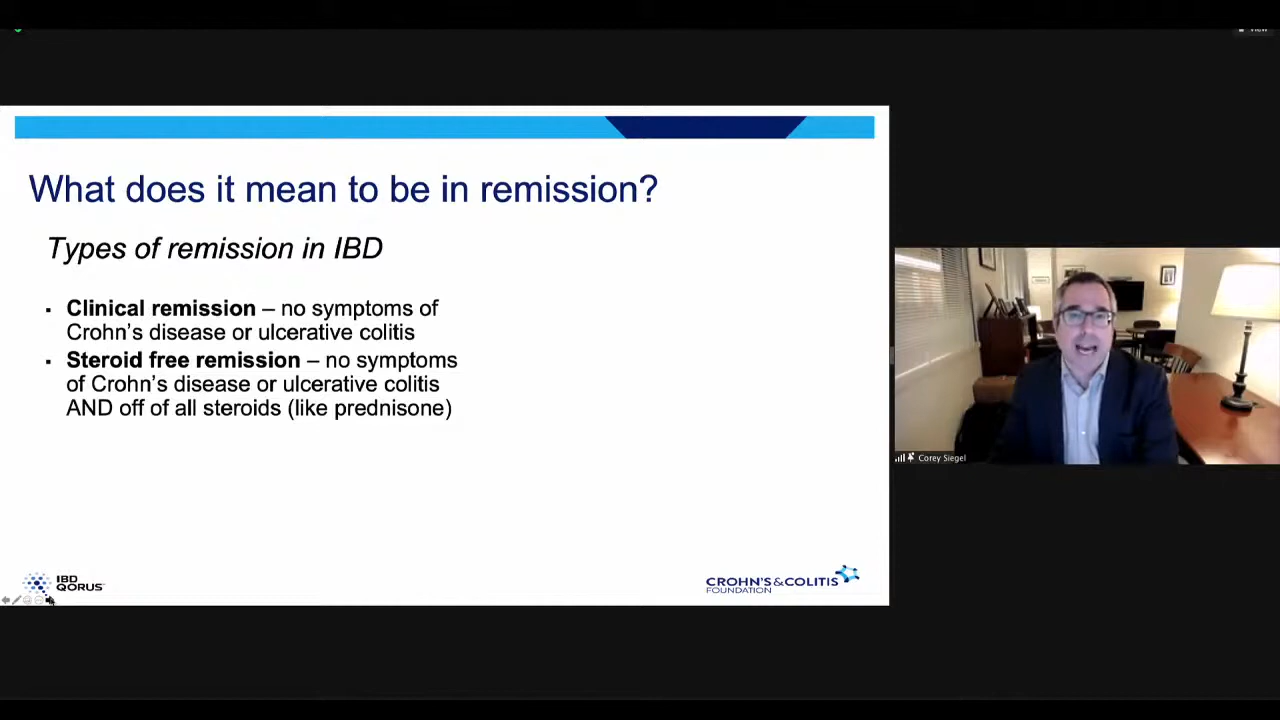 View
What does it mean to be in remission?
Types of remission in IBD
▪ Clinical remission – no symptoms of
Crohn's disease or ulcerative colitis
▪ Steroid free remission – no symptoms
of Crohn's disease or ulcerative colitis
AND off of all steroids (like prednisone)
IBD
QORUS™
CROHN'S & COLITIS
FOUNDATION
Corey Siegel